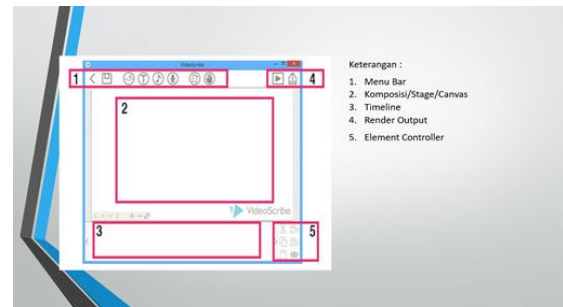 VideoScribe
1
4
2
VideoScribe
3
5
Keterangan :
1. Menu Bar
2. Komposisi/Stage/Canvas
3. Timeline
4. Render Output
5. Element Controller